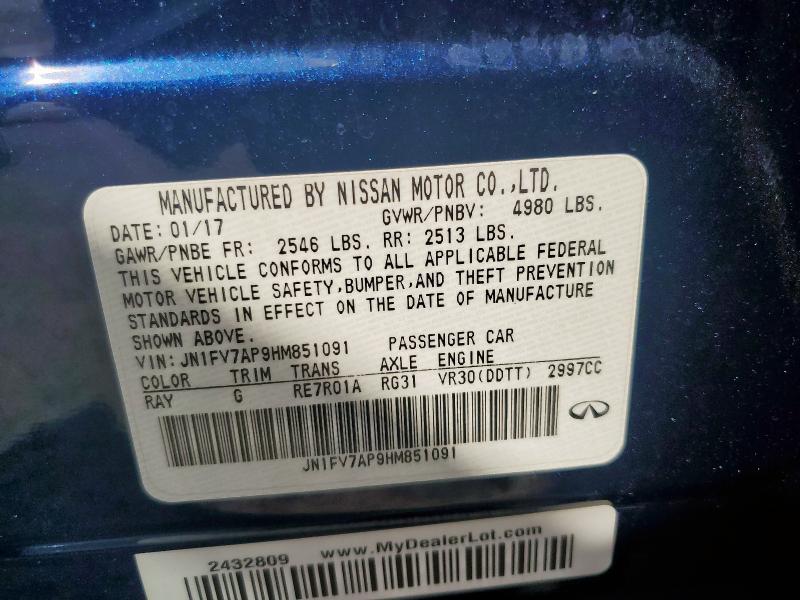 MANUFACTURED BY NISSAN MOTOR CO.,LTD.
DATE: 01/17 GVWR/PNBV: 4980 LBS.
GAWR/PNBE FR: 2546 LBS. RR: 2513 LBS.
THIS VEHICLE CONFORMS TO ALL APPLICABLE FEDERAL
MOTOR VEHICLE SAFETY,BUMPER,AND THEFT PREVENTION
STANDARDS IN EFFECT ON THE DATE OF MANUFACTURE
SHOWN ABOVE.
VIN: JN1FV7AP9HM851091 PASSENGER CAR
COLOR TRIM TRANS AXLE ENGINE
RAY G RE7R01A RG31 VR30(DDTT) 2997CC
JN1FV7AP9HM851091
2432809 www.MyDealerLot.com